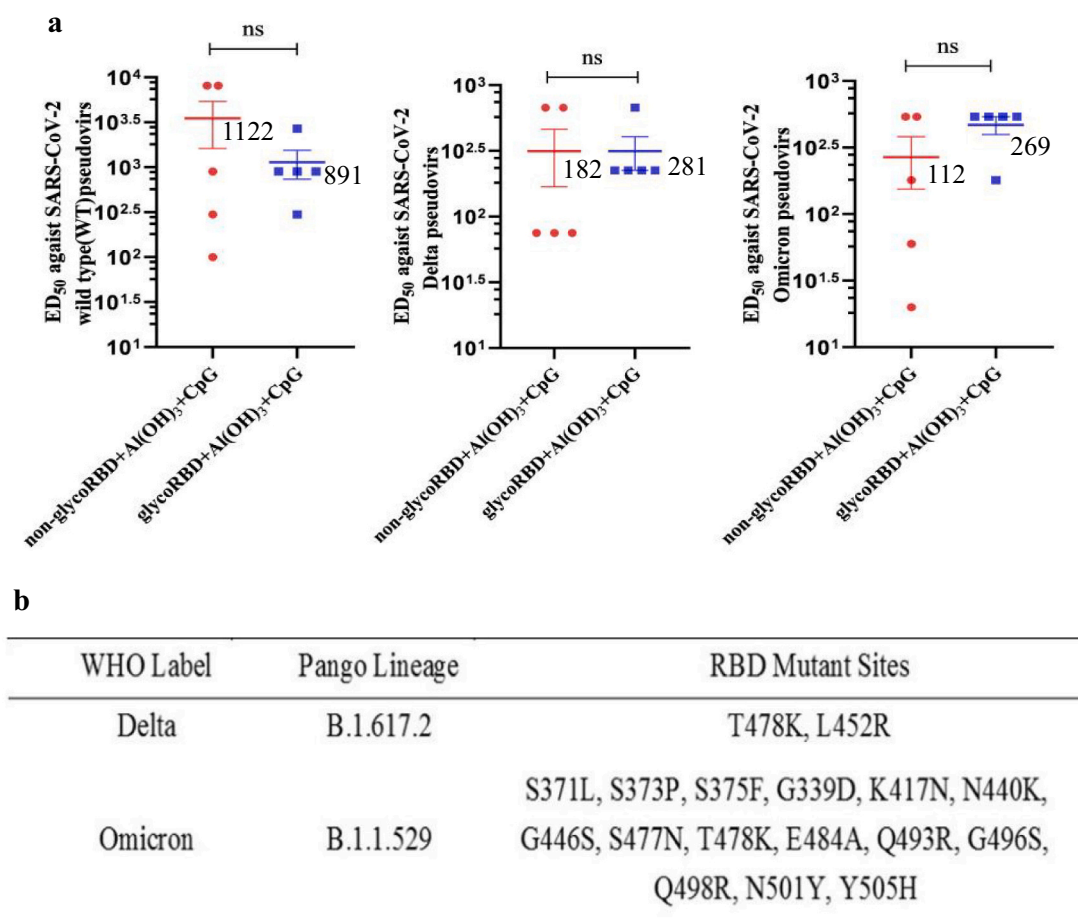 a
ns
ED50 agaist SARS-CoV-2
wild type(WT)pseudovirs
10^4
10^3.5
10^3
10^2.5
10^2
10^1.5
10^1
1122
891
non-glycoRBD+Al(OH)3+CpG
glycoRBD+Al(OH)3+CpG
ns
ED50 agaist SARS-CoV-2
Delta pseudovirs
10^3
10^2.5
10^2
10^1.5
10^1
182
281
non-glycoRBD+Al(OH)3+CpG
glycoRBD+Al(OH)3+CpG
ns
ED50 agaist SARS-CoV-2
Omicron pseudovirs
10^3
10^2.5
10^2
10^1.5
10^1
112
269
non-glycoRBD+Al(OH)3+CpG
glycoRBD+Al(OH)3+CpG
b
WHO Label Pango Lineage RBD Mutant Sites
Delta B.1.617.2 T478K, L452R
S371L, S373P, S375F, G339D, K417N, N440K,
Omicron B.1.1.529 G446S, S477N, T478K, E484A, Q493R, G496S,
Q498R, N501Y, Y505H